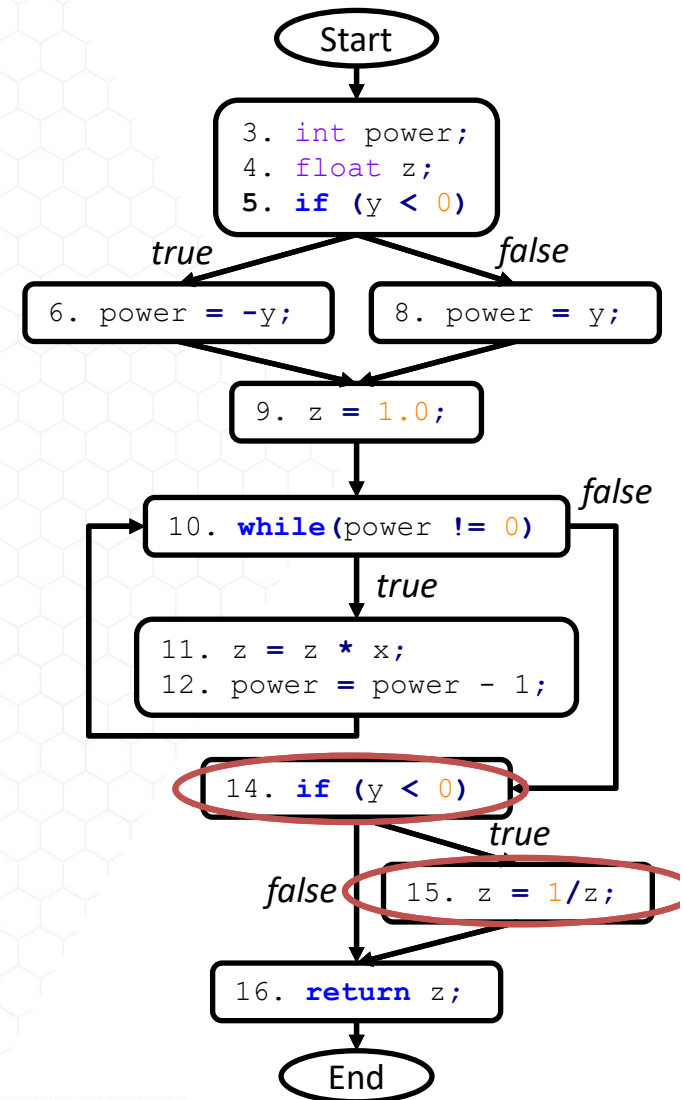 Start
3. int power;
4. float z;
5. if (y < 0)
true
false
6. power = -y;
8. power = y;
9. z = 1.0;
false
10. while(power != 0)
true
11. z = z * x;
12. power = power - 1;
14. if (y < 0)
true
false
15. z = 1/z;
16. return z;
End